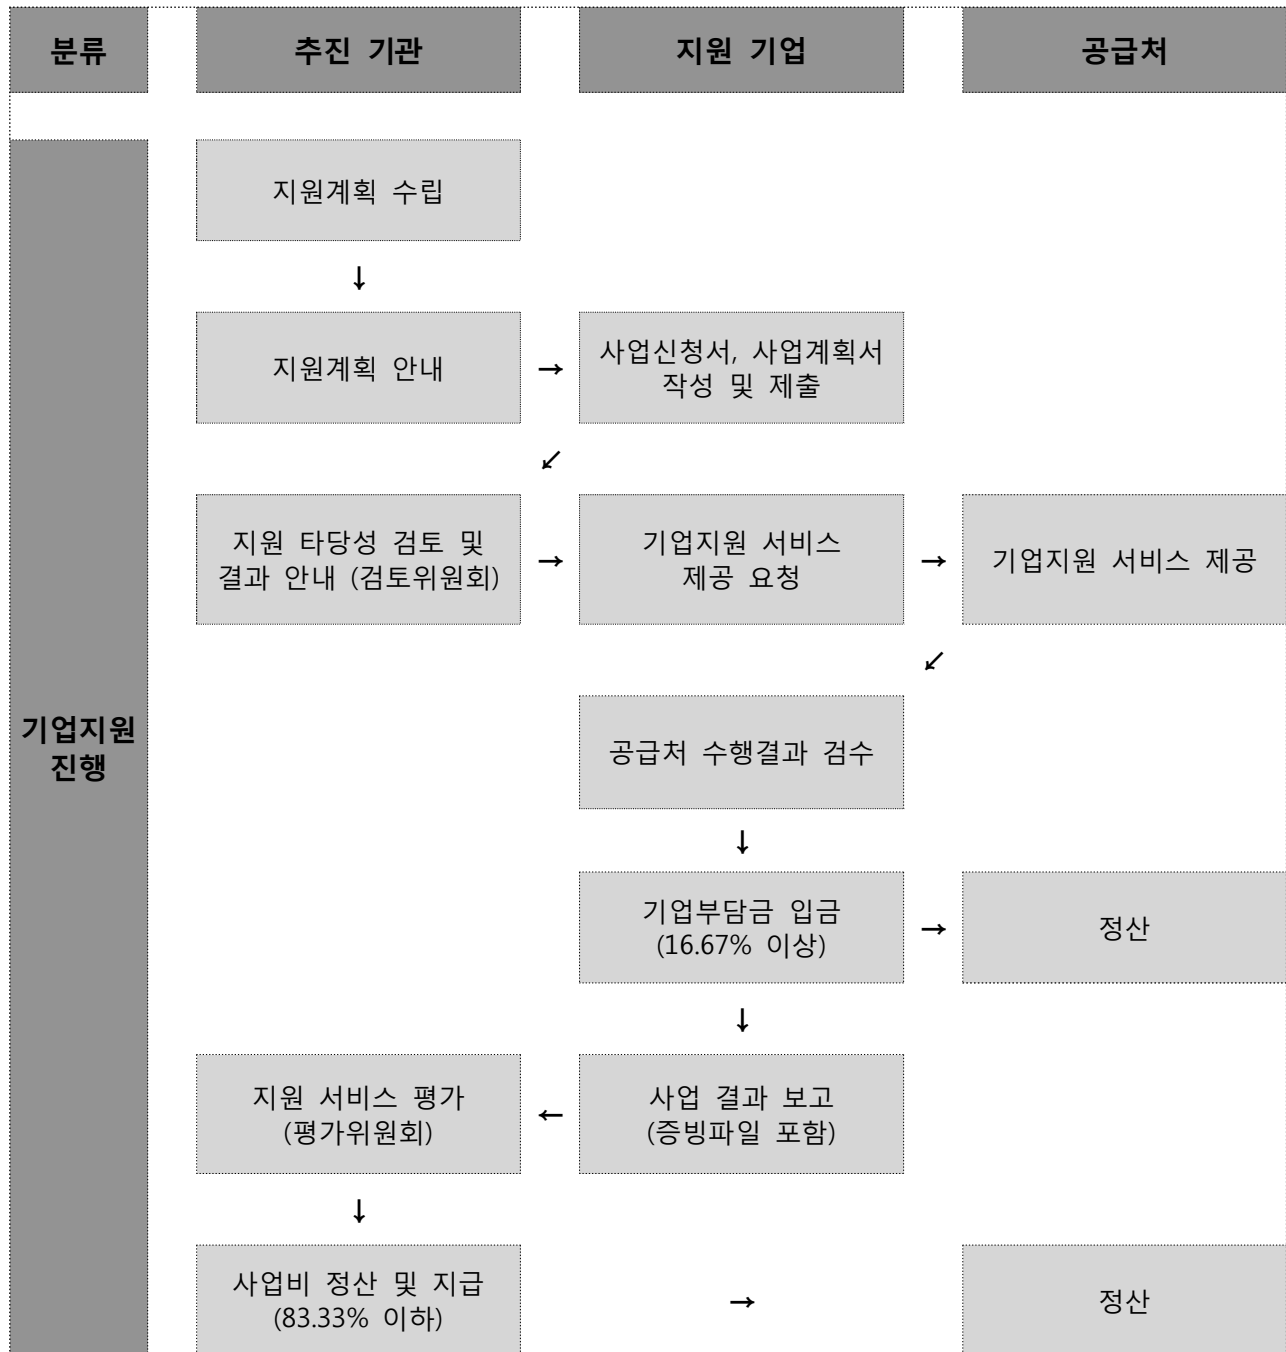 분류
추진 기관
지원 기업
공급처
기업지원
진행
지원계획 수립
↓
지원계획 안내
→
사업신청서, 사업계획서
작성 및 제출
↙
지원 타당성 검토 및
결과 안내 (검토위원회)
→
기업지원 서비스
제공 요청
→
기업지원 서비스 제공
↙
공급처 수행결과 검수
↓
기업부담금 입금
(16.67% 이상)
→
정산
↓
지원 서비스 평가
(평가위원회)
←
사업 결과 보고
(증빙파일 포함)
↓
사업비 정산 및 지급
(83.33% 이하)
→
정산